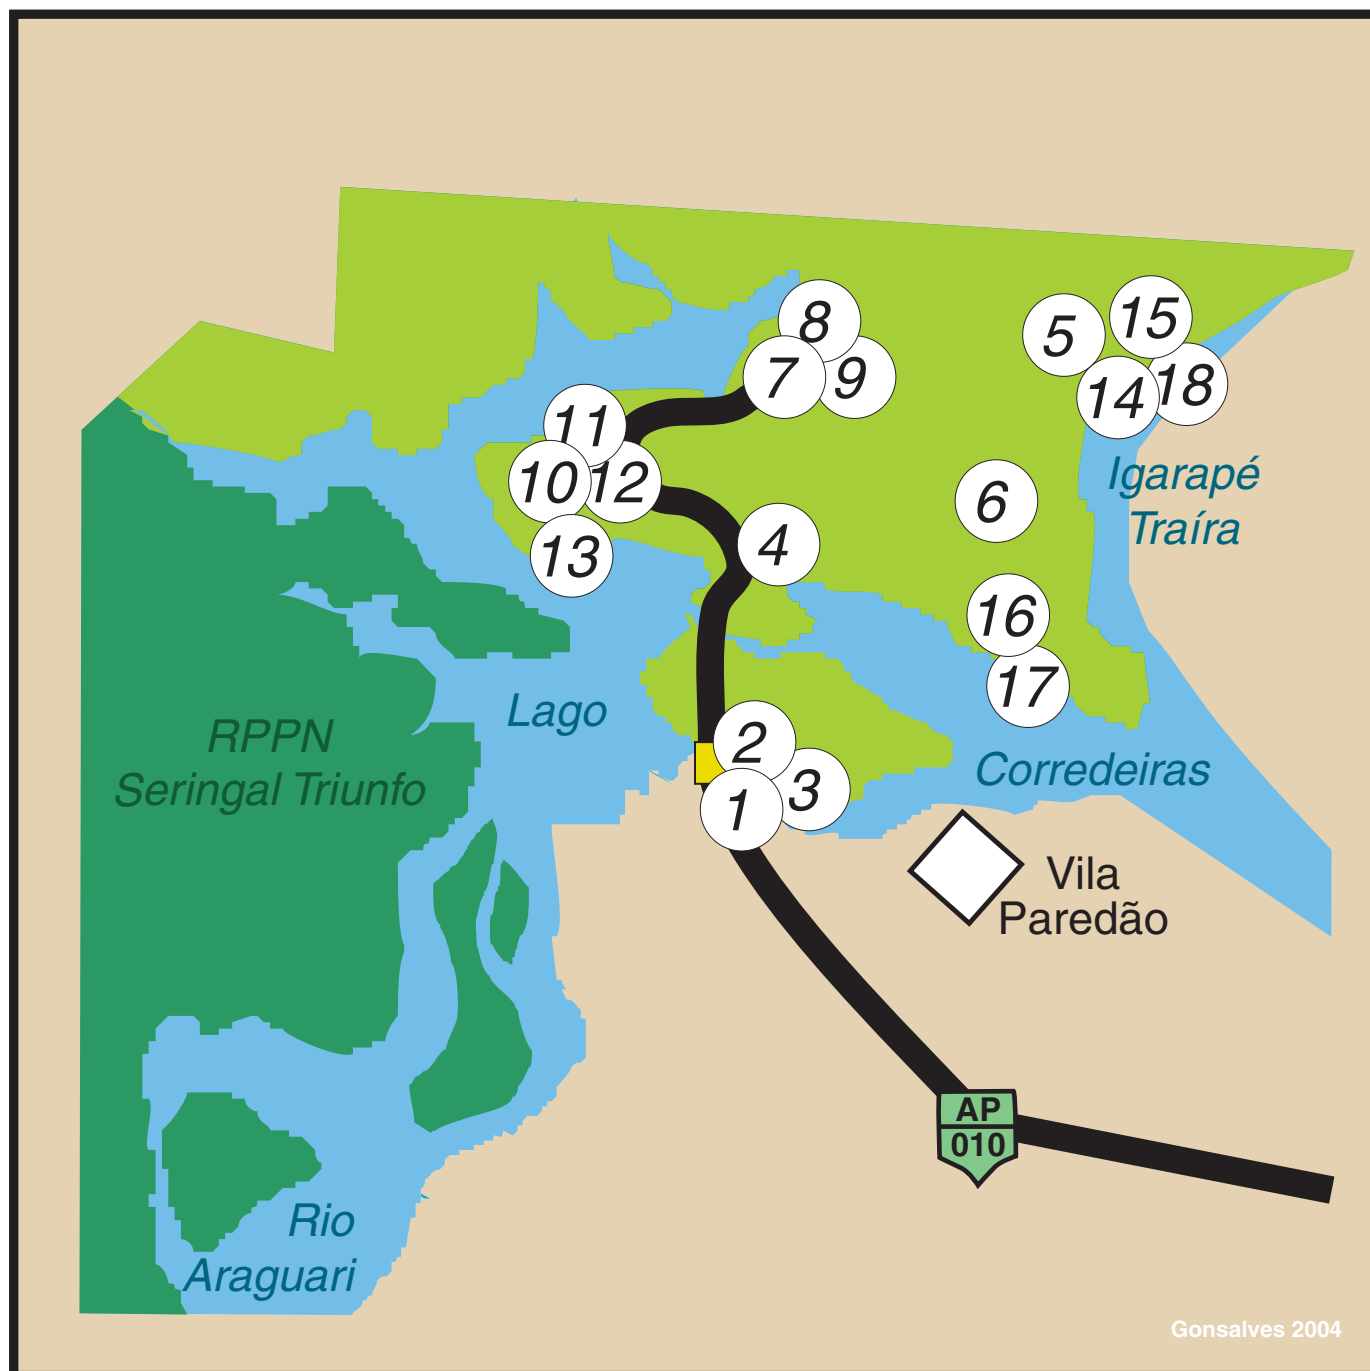 8
15
5
7
9
18
14
11
Igarapé
Traíra
10
12
6
4
13
16
17
RPPN
Seringal Triunfo
Lago
2
Corredeiras
3
1
Vila
Paredão
AP
010
Rio
Araguari
Gonsalves 2004